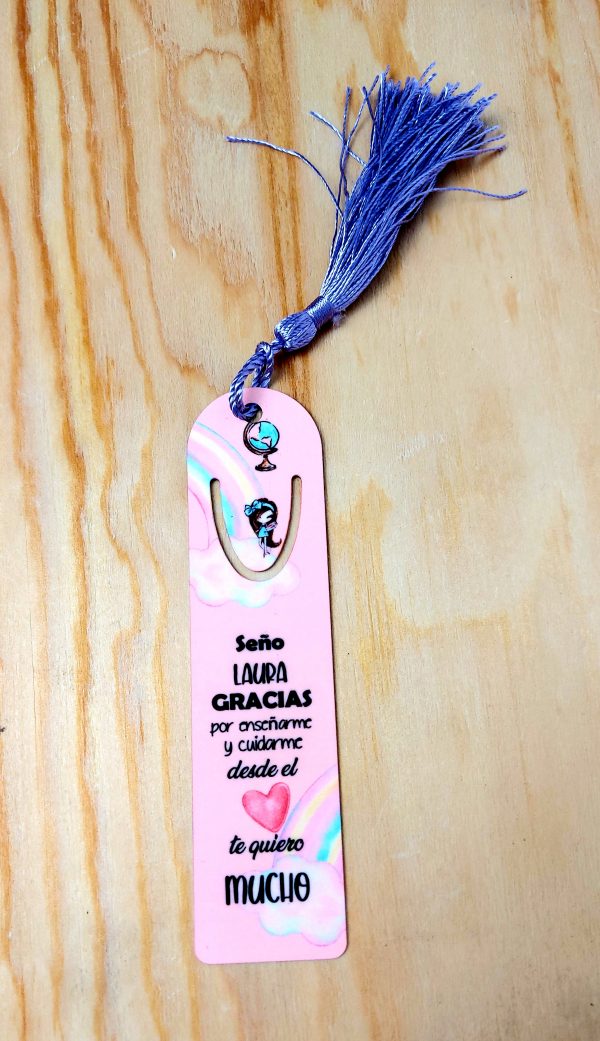 Seño
LAURA
GRACIAS
por enseñarme
y cuidarme
desde el
te quiero
MUCHO